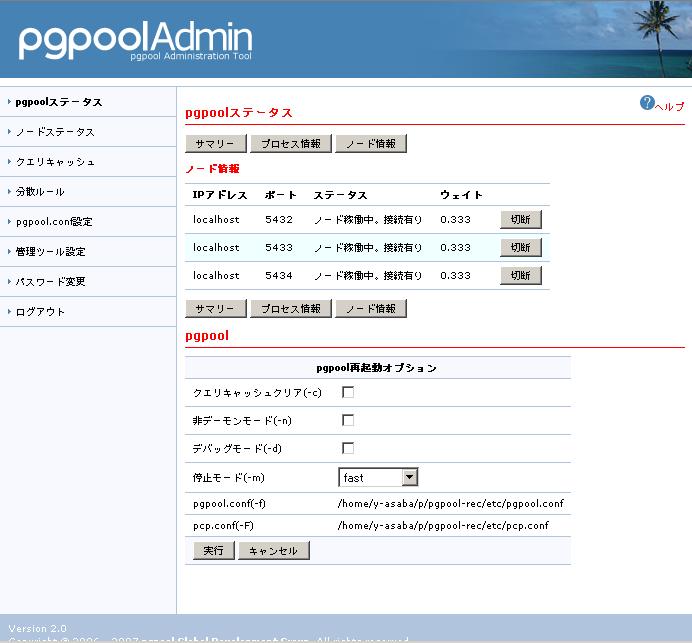 pgpoolAdmin
pgpool Administration Tool
pgpoolステータス
ノードステータス
クエリキャッシュ
分散ルール
pgpool.conf設定
管理ツール設定
パスワード変更
ログアウト
?ヘルプ
pgpoolステータス
サマリー プロセス情報 ノード情報
ノード情報
IPアドレス ポート ステータス ウェイト
localhost 5432 ノード稼働中。接続有り 0.333 切断
localhost 5433 ノード稼働中。接続有り 0.333 切断
localhost 5434 ノード稼働中。接続有り 0.333 切断
サマリー プロセス情報 ノード情報
pgpool
pgpool再起動オプション
クエリキャッシュクリア(-c)
非デーモンモード(-n)
デバッグモード(-d)
停止モード(-m) fast
pgpool.conf(-f) /home/y-asaba/p/pgpool-rec/etc/pgpool.conf
pcp.conf(-F) /home/y-asaba/p/pgpool-rec/etc/pcp.conf
実行 キャンセル
Version 2.0
Copyright © 2006 - 2007 pgpool Global Development Group. All rights reserved.